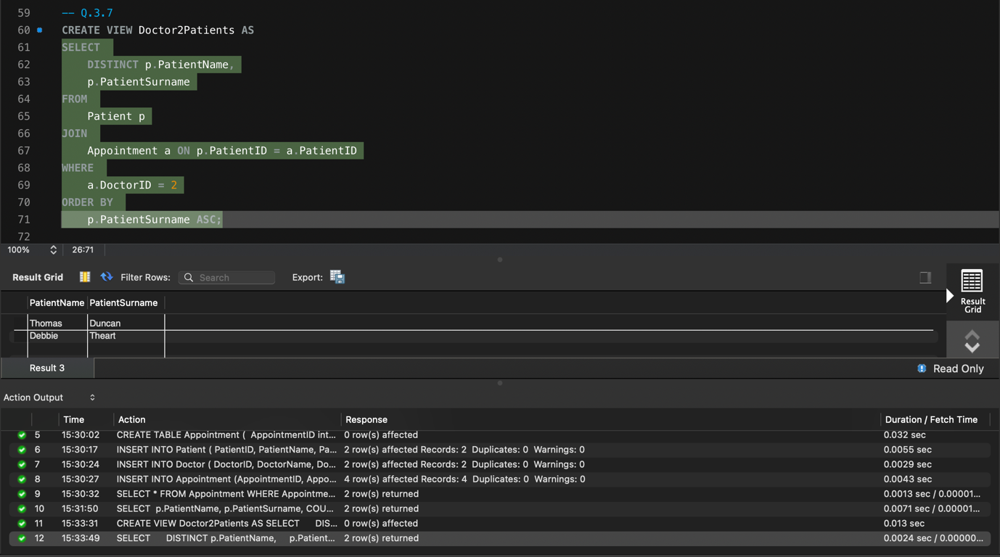 59 -- Q.3.7
60 CREATE VIEW Doctor2Patients AS
61 SELECT
62 DISTINCT p.PatientName,
63 p.PatientSurname
64 FROM
65 Patient p
66 JOIN
67 Appointment a ON p.PatientID = a.PatientID
68 WHERE
69 a.DoctorID = 2
70 ORDER BY
71 p.PatientSurname ASC;
72
100% 26:71
Result Grid Filter Rows: Search Export:
Result Grid
PatientName PatientSurname
Thomas Duncan
Debbie Theart
Result 3 Read Only
Action Output
Time Action Response Duration / Fetch Time
5 15:30:02 CREATE TABLE Appointment ( AppointmentID int... 0 row(s) affected 0.032 sec
6 15:30:17 INSERT INTO Patient ( PatientID, PatientName, Pa... 2 row(s) affected Records: 2 Duplicates: 0 Warnings: 0 0.0055 sec
7 15:30:24 INSERT INTO Doctor ( DoctorID, DoctorName, Do... 2 row(s) affected Records: 2 Duplicates: 0 Warnings: 0 0.0029 sec
8 15:30:27 INSERT INTO Appointment (AppointmentID, Appo... 4 row(s) affected Records: 4 Duplicates: 0 Warnings: 0 0.0043 sec
9 15:30:32 SELECT * FROM Appointment WHERE Appointme... 2 row(s) returned 0.0013 sec / 0.00001...
10 15:31:50 SELECT p.PatientName, p.PatientSurname, COU... 2 row(s) returned 0.0071 sec / 0.00001...
11 15:33:31 CREATE VIEW Doctor2Patients AS SELECT DIS... 0 row(s) affected 0.013 sec
12 15:33:49 SELECT DISTINCT p.PatientName, p.Patient... 2 row(s) returned 0.0024 sec / 0.00000...